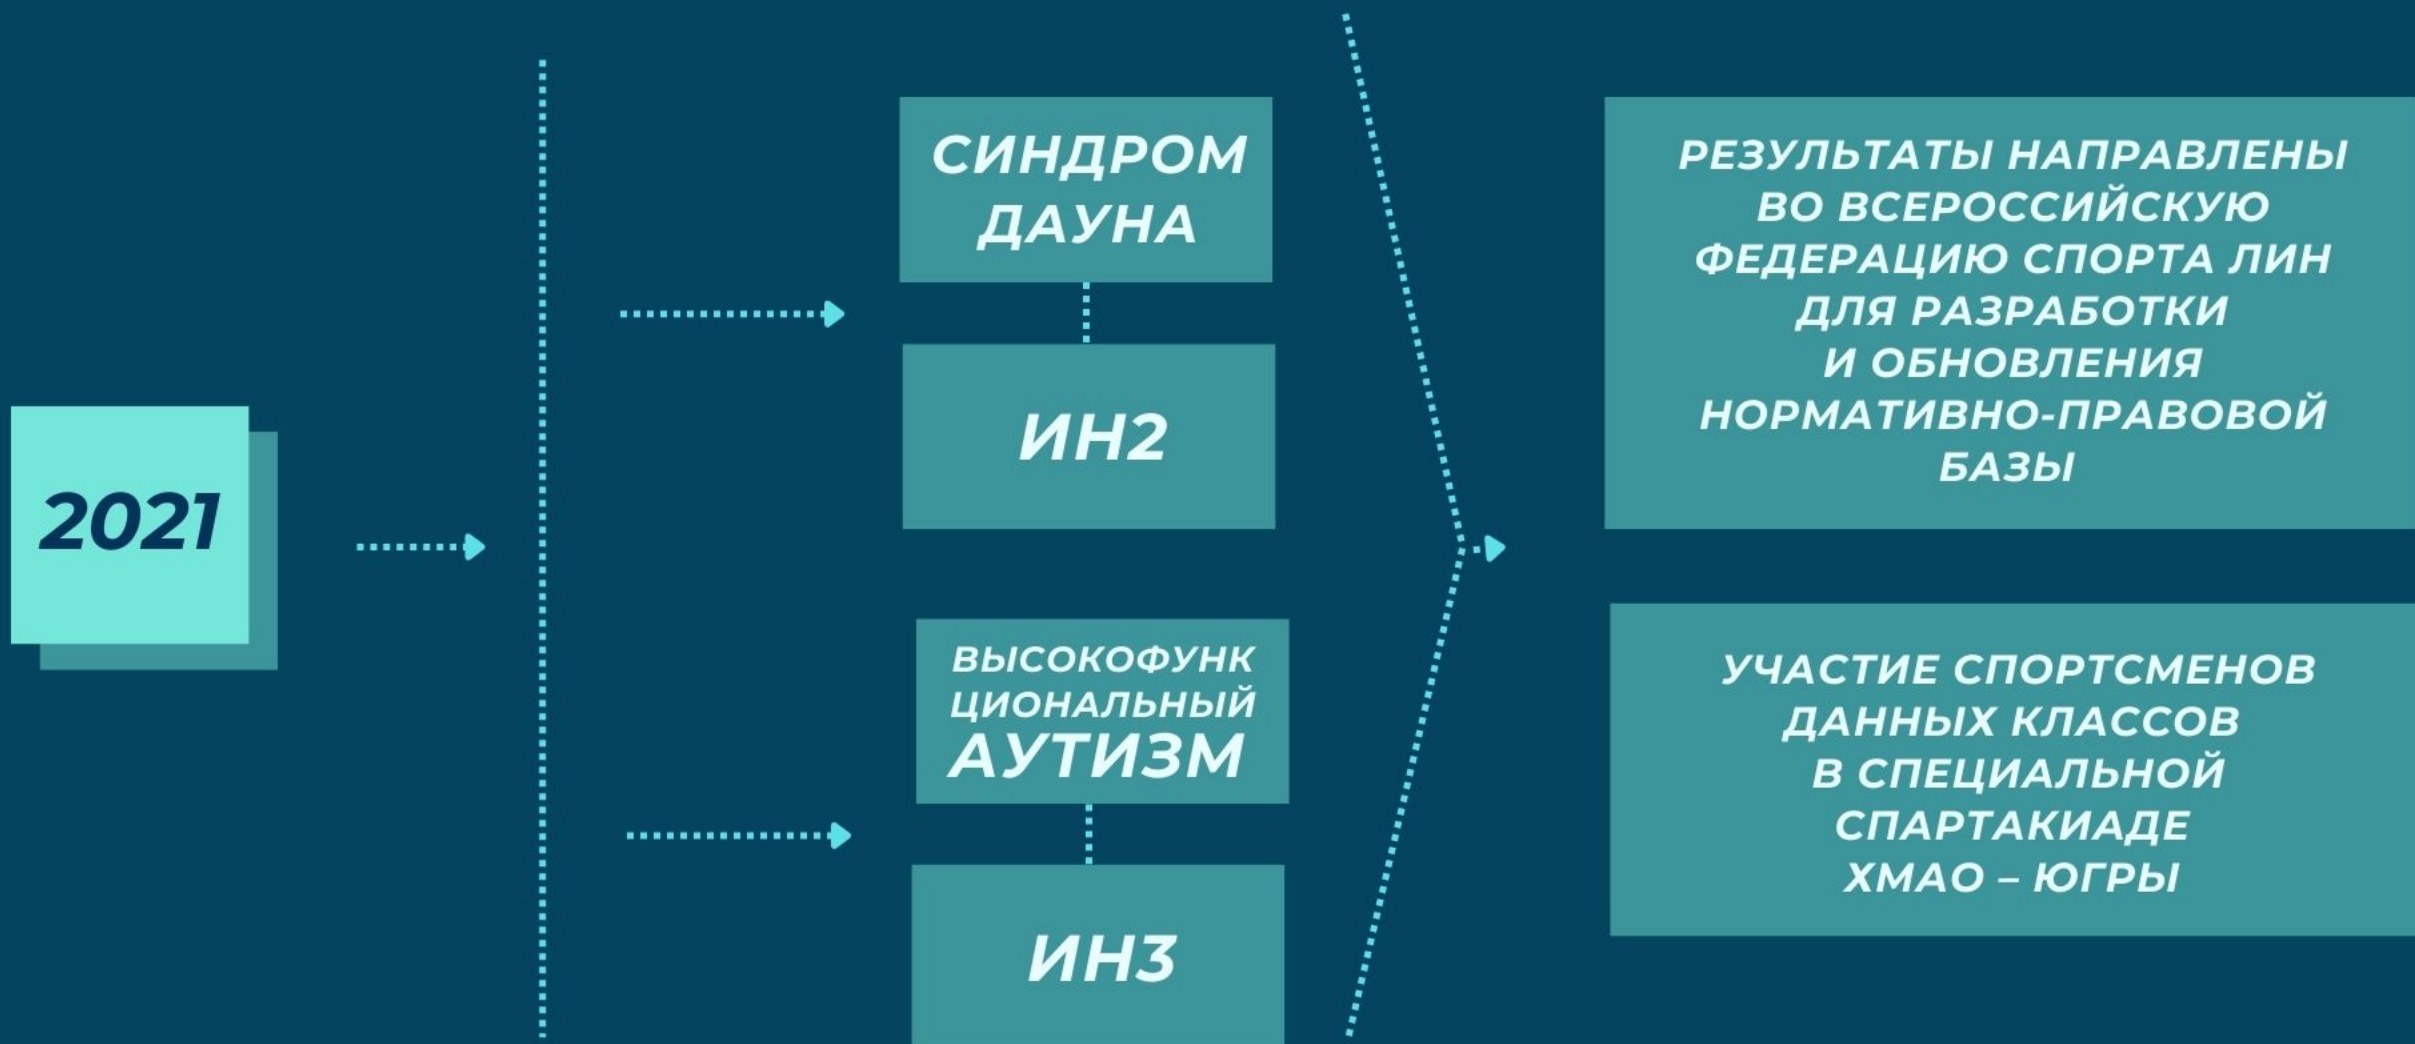 2021
СИНДРОМ
ДАУНА
ИН2
ВЫСОКОФУНК
ЦИОНАЛЬНЫЙ
АУТИЗМ
ИН3
РЕЗУЛЬТАТЫ НАПРАВЛЕНЫ
ВО ВСЕРОССИЙСКУЮ
ФЕДЕРАЦИЮ СПОРТА ЛИН
ДЛЯ РАЗРАБОТКИ
И ОБНОВЛЕНИЯ
НОРМАТИВНО-ПРАВОВОЙ
БАЗЫ
УЧАСТИЕ СПОРТСМЕНОВ
ДАННЫХ КЛАССОВ
В СПЕЦИАЛЬНОЙ
СПАРТАКИАДЕ
ХМАО – ЮГРЫ